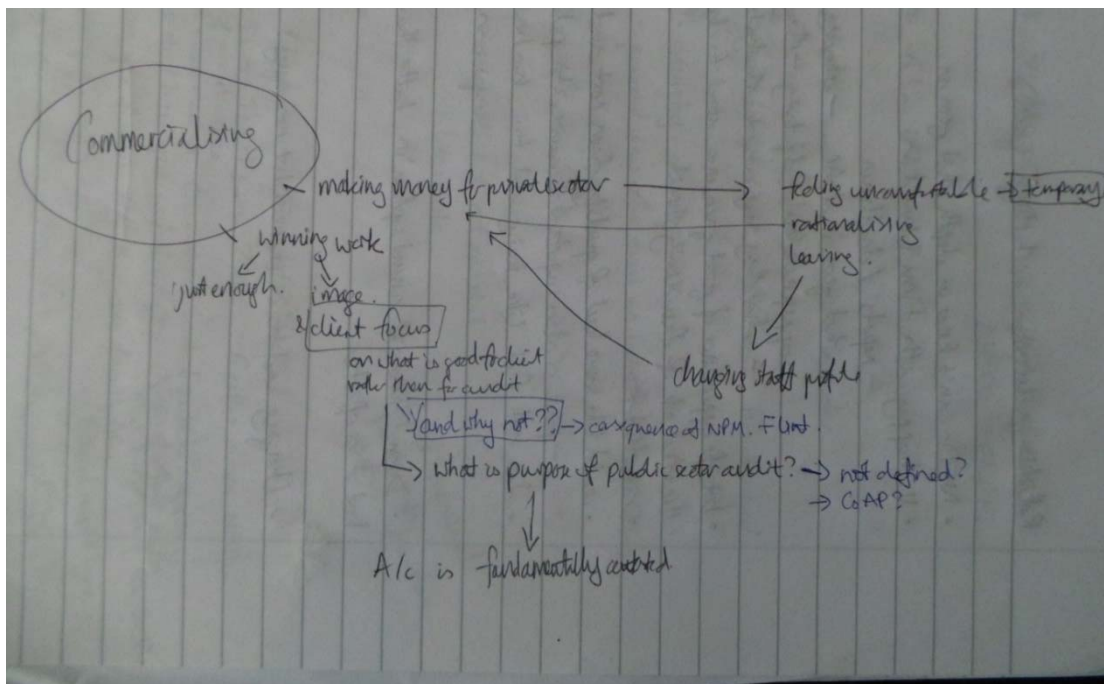 Commercialising
making money for private sector
feeling uncomfortable → temporary
rationalising
leaving.
winning work
just enough.
image.
& client focus
on what is good for client
rather than for audit
changing staff profile
and why not?? → consequence of NPM. Flint.
→ what is purpose of public sector audit? → not defined?
→ CoAP?
A/c is fundamentally